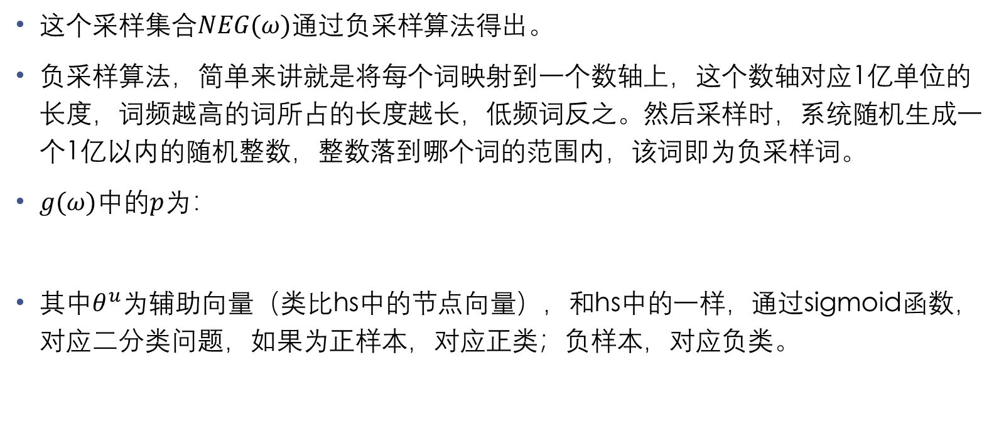 • 这个采样集合NEG(ω)通过负采样算法得出。
• 负采样算法，简单来讲就是将每个词映射到一个数轴上，这个数轴对应1亿单位的
长度，词频越高的词所占的长度越长，低频词反之。然后采样时，系统随机生成一
个1亿以内的随机整数，整数落到哪个词的范围内，该词即为负采样词。
• g(ω)中的p为：
• 其中θᵘ为辅助向量（类比hs中的节点向量），和hs中的一样，通过sigmoid函数，
对应二分类问题，如果为正样本，对应正类；负样本，对应负类。